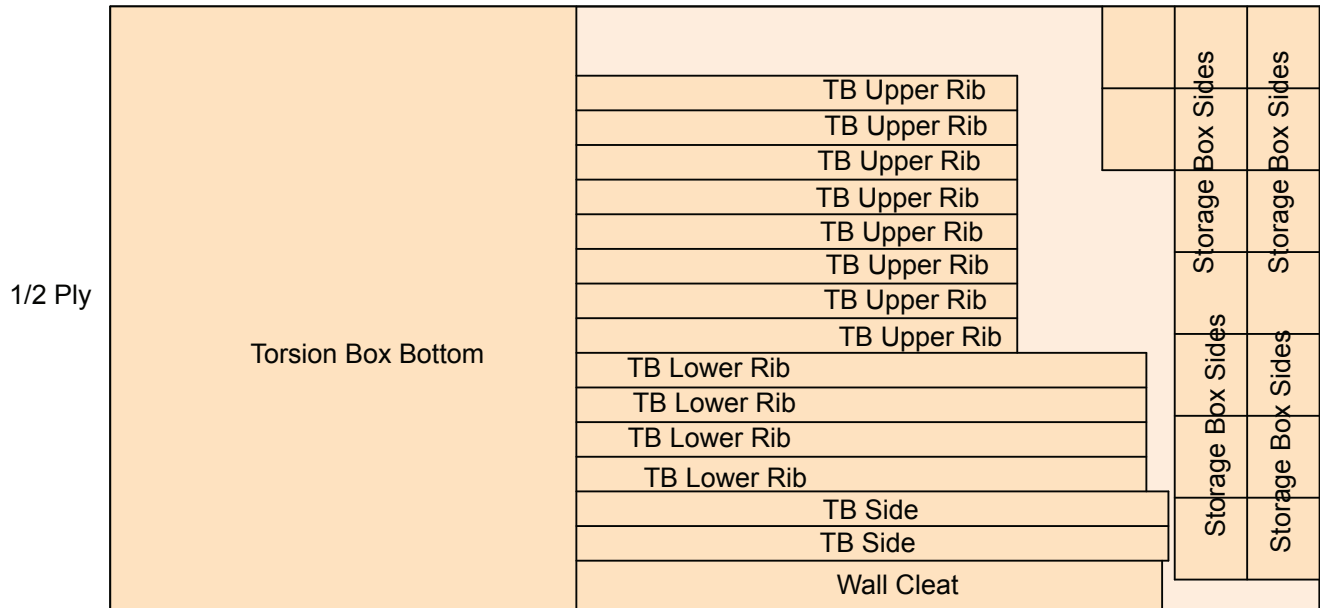 1/2 Ply
Torsion Box Bottom
TB Upper Rib
TB Upper Rib
TB Upper Rib
TB Upper Rib
TB Upper Rib
TB Upper Rib
TB Upper Rib
TB Upper Rib
TB Lower Rib
TB Lower Rib
TB Lower Rib
TB Lower Rib
TB Side
TB Side
Wall Cleat
Storage Box Sides
Storage Box Sides
Storage Box Sides
Storage Box Sides